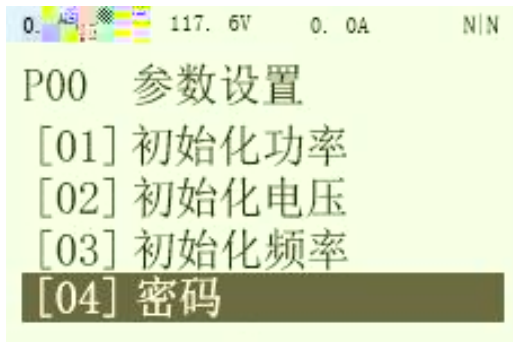 0. 117. 6V 0. 0A N|N
P00 参数设置
[01] 初始化功率
[02] 初始化电压
[03] 初始化频率
[04] 密码